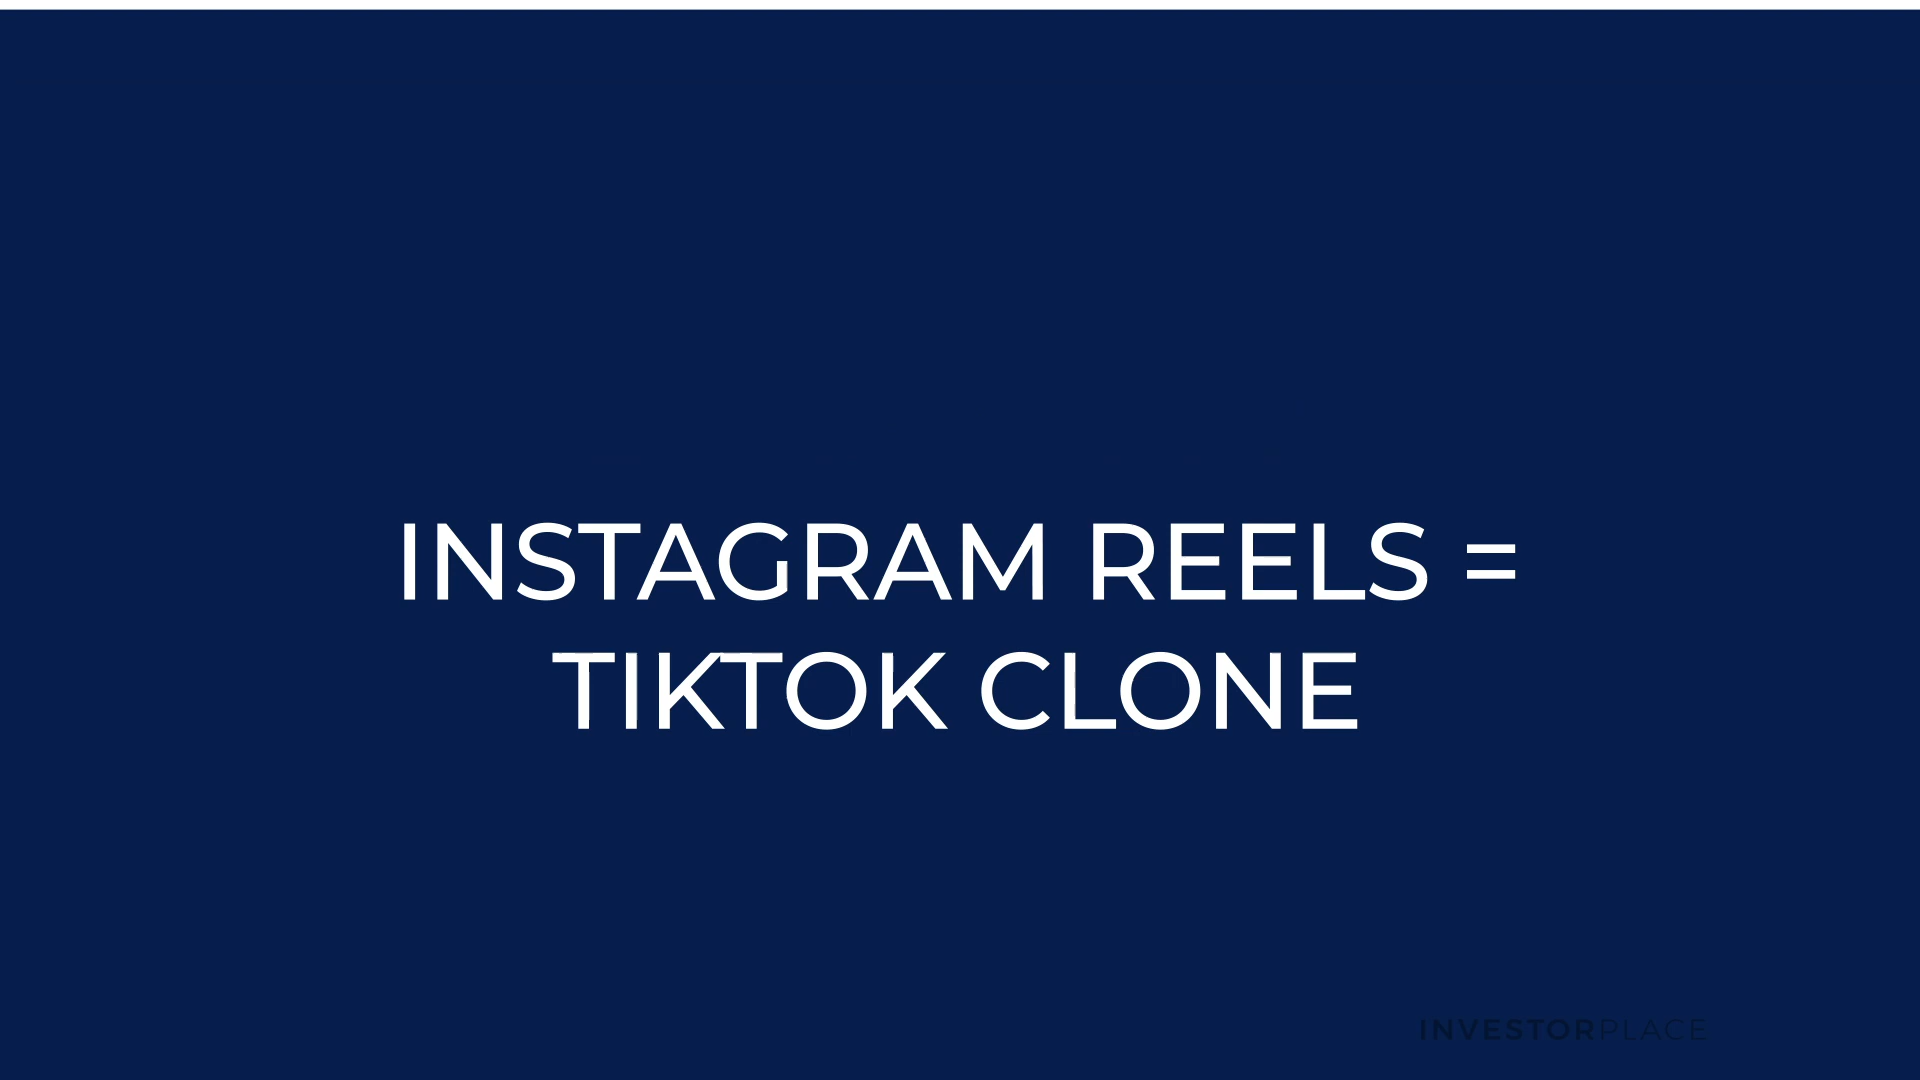 INSTAGRAM REELS =
TIKTOK CLONE
INVESTORPLACE